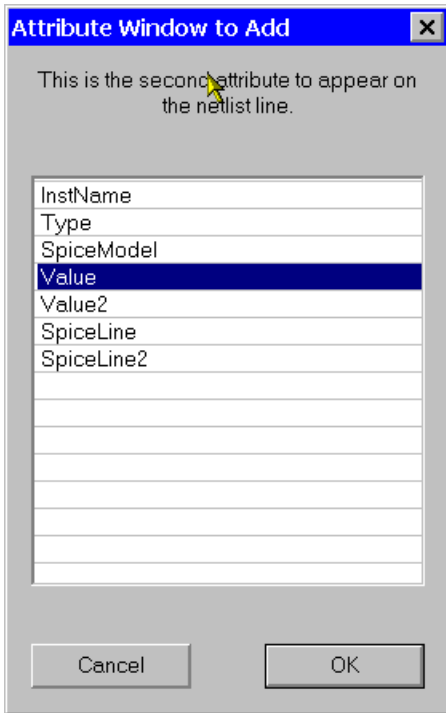 Attribute Window to Add
This is the second attribute to appear on
the netlist line.
InstName
Type
SpiceModel
Value
Value2
SpiceLine
SpiceLine2
Cancel
OK